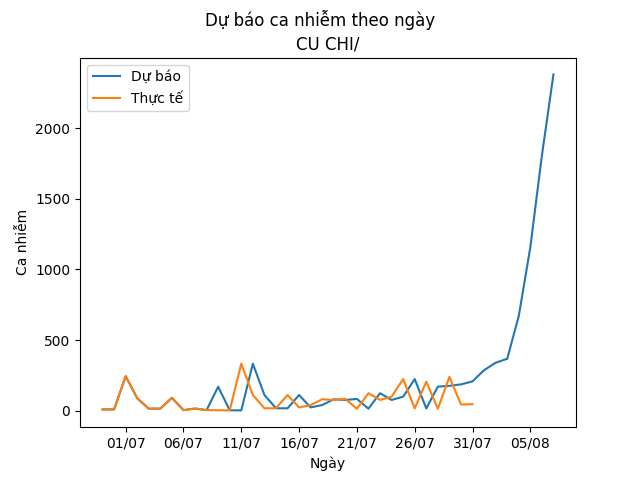 Dự báo ca nhiễm theo ngày
CU CHI/
Dự báo
Thực tế
Ca nhiễm
2000
1500
1000
500
0
01/07 06/07 11/07 16/07 21/07 26/07 31/07 05/08
Ngày